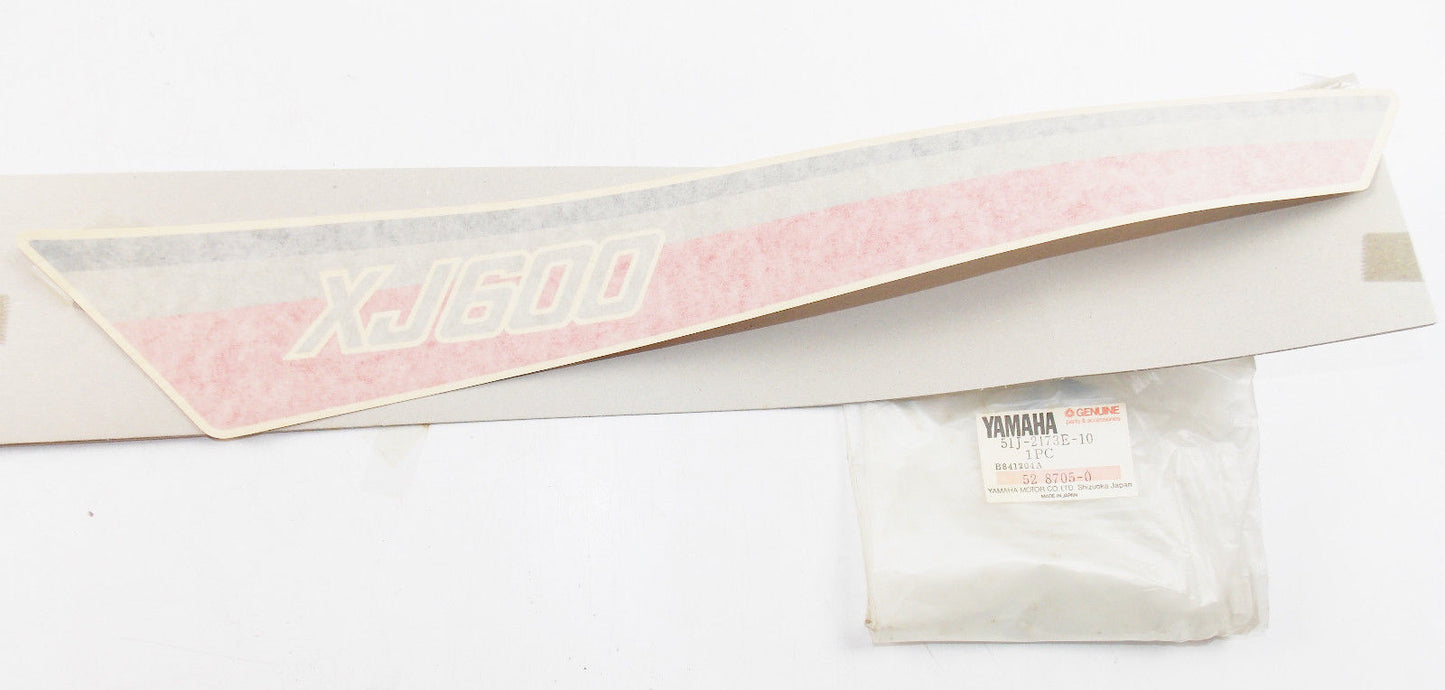 XJ600
YAMAHA GENUINE
parts & accessories
51J-2173E-10
1PC
B841204A
52 8705-0
YAMAHA MOTOR CO LTD. Shizuoka Japan
MADE IN JAPAN